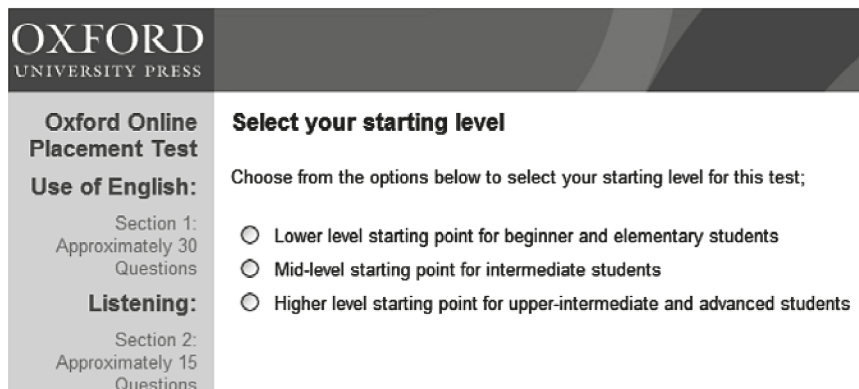 OXFORD
UNIVERSITY PRESS
Oxford Online
Placement Test
Use of English:
Section 1:
Approximately 30
Questions
Listening:
Section 2:
Approximately 15
Questions
Select your starting level
Choose from the options below to select your starting level for this test;
Lower level starting point for beginner and elementary students
Mid-level starting point for intermediate students
Higher level starting point for upper-intermediate and advanced students